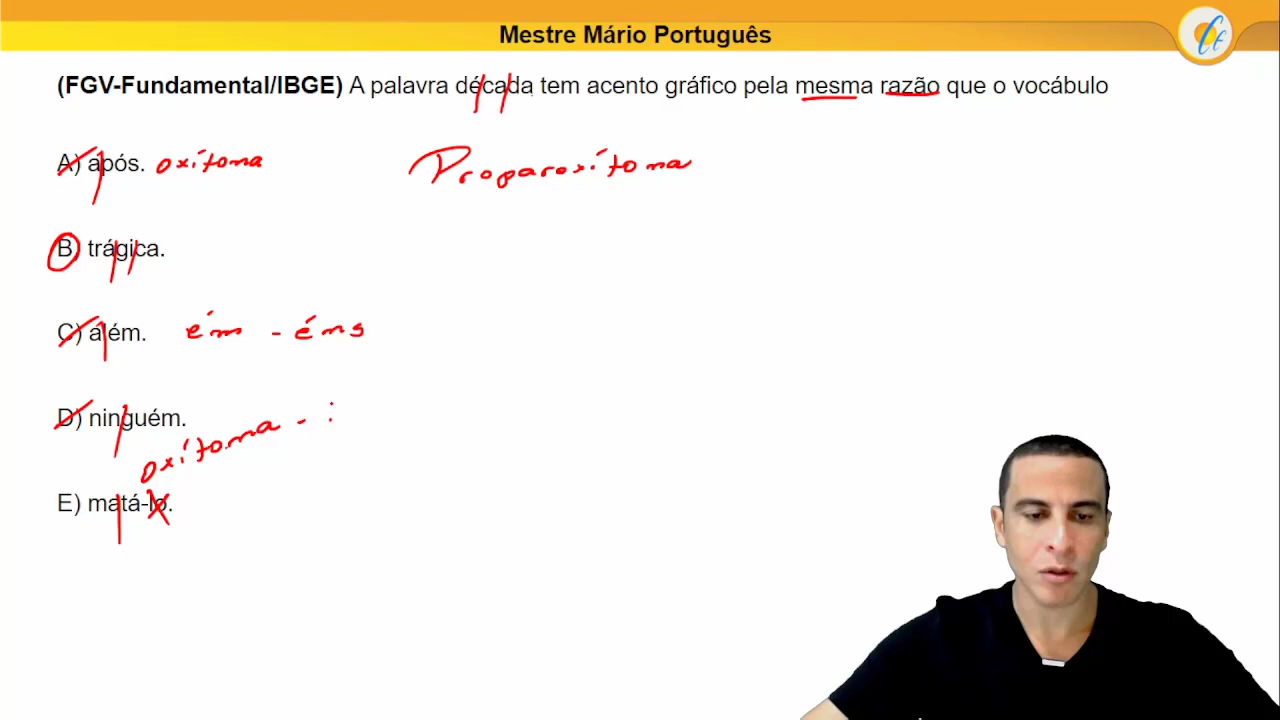 Mestre Mário Português
(FGV-Fundamental/IBGE) A palavra década tem acento gráfico pela mesma razão que o vocábulo
A) após. oxítona
Proparoxítona
B) trágica.
C) além. ém - éns
D) ninguém.
oxítona -
E) matá-lo.